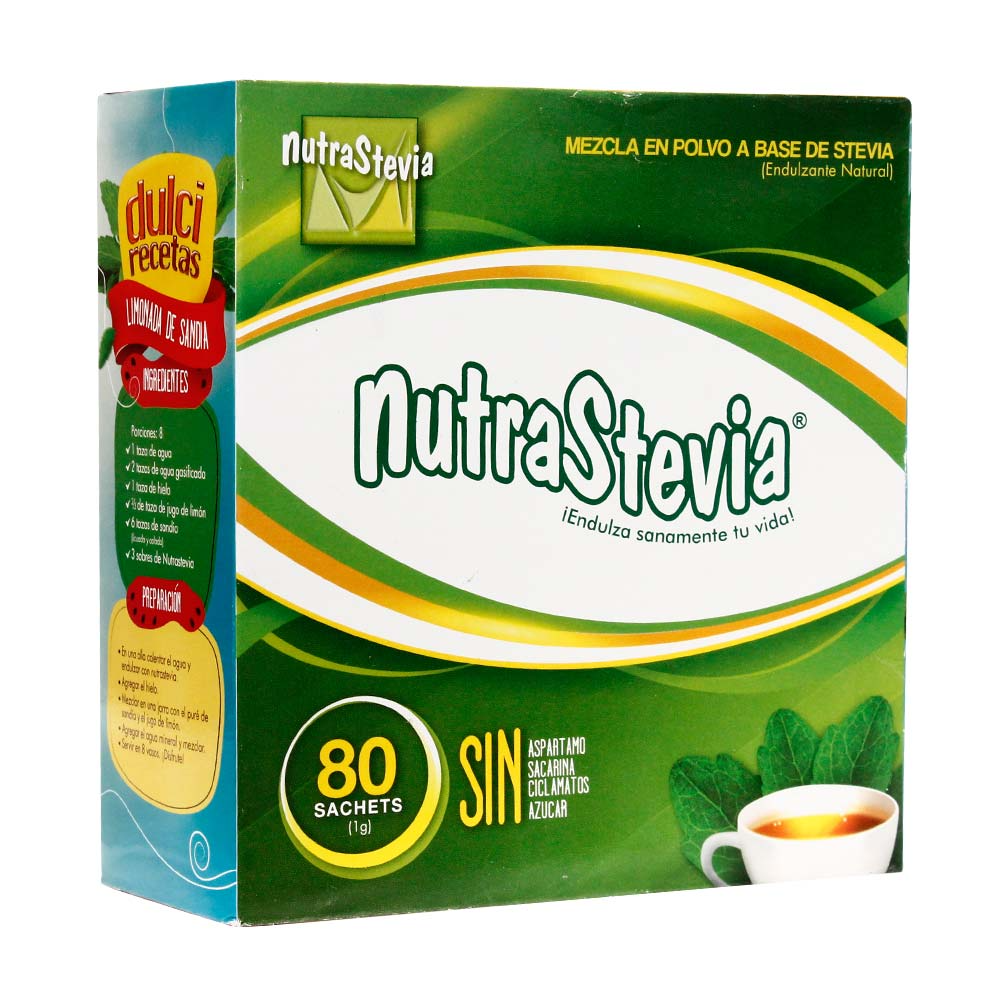 dulci
recetas
LIMONADA DE SANDIA
INGREDIENTES
Porciones: 8
✓ 1 taza de agua
✓ 2 tazas de agua gasificada
✓ 1 taza de hielo
✓ ⅔ de taza de jugo de limón
✓ 6 tazas de sandía
(licuada y colada)
✓ 3 sobres de Nutrastevia
PREPARACIÓN
• En una olla calentar el agua y
endulzar con nutrastevia.
• Agregar el hielo.
• Mezclar en una jarra con el puré de
sandía y el jugo de limón.
• Agregar el agua mineral y mezclar.
• Servir en 8 vasos. ¡Disfrute!
nutraStevia
MEZCLA EN POLVO A BASE DE STEVIA
(Endulzante Natural)
nutraStevia®
¡Endulza sanamente tu vida!
80
SACHETS
(1g)
SIN
ASPARTAMO
SACARINA
CICLAMATOS
AZUCAR